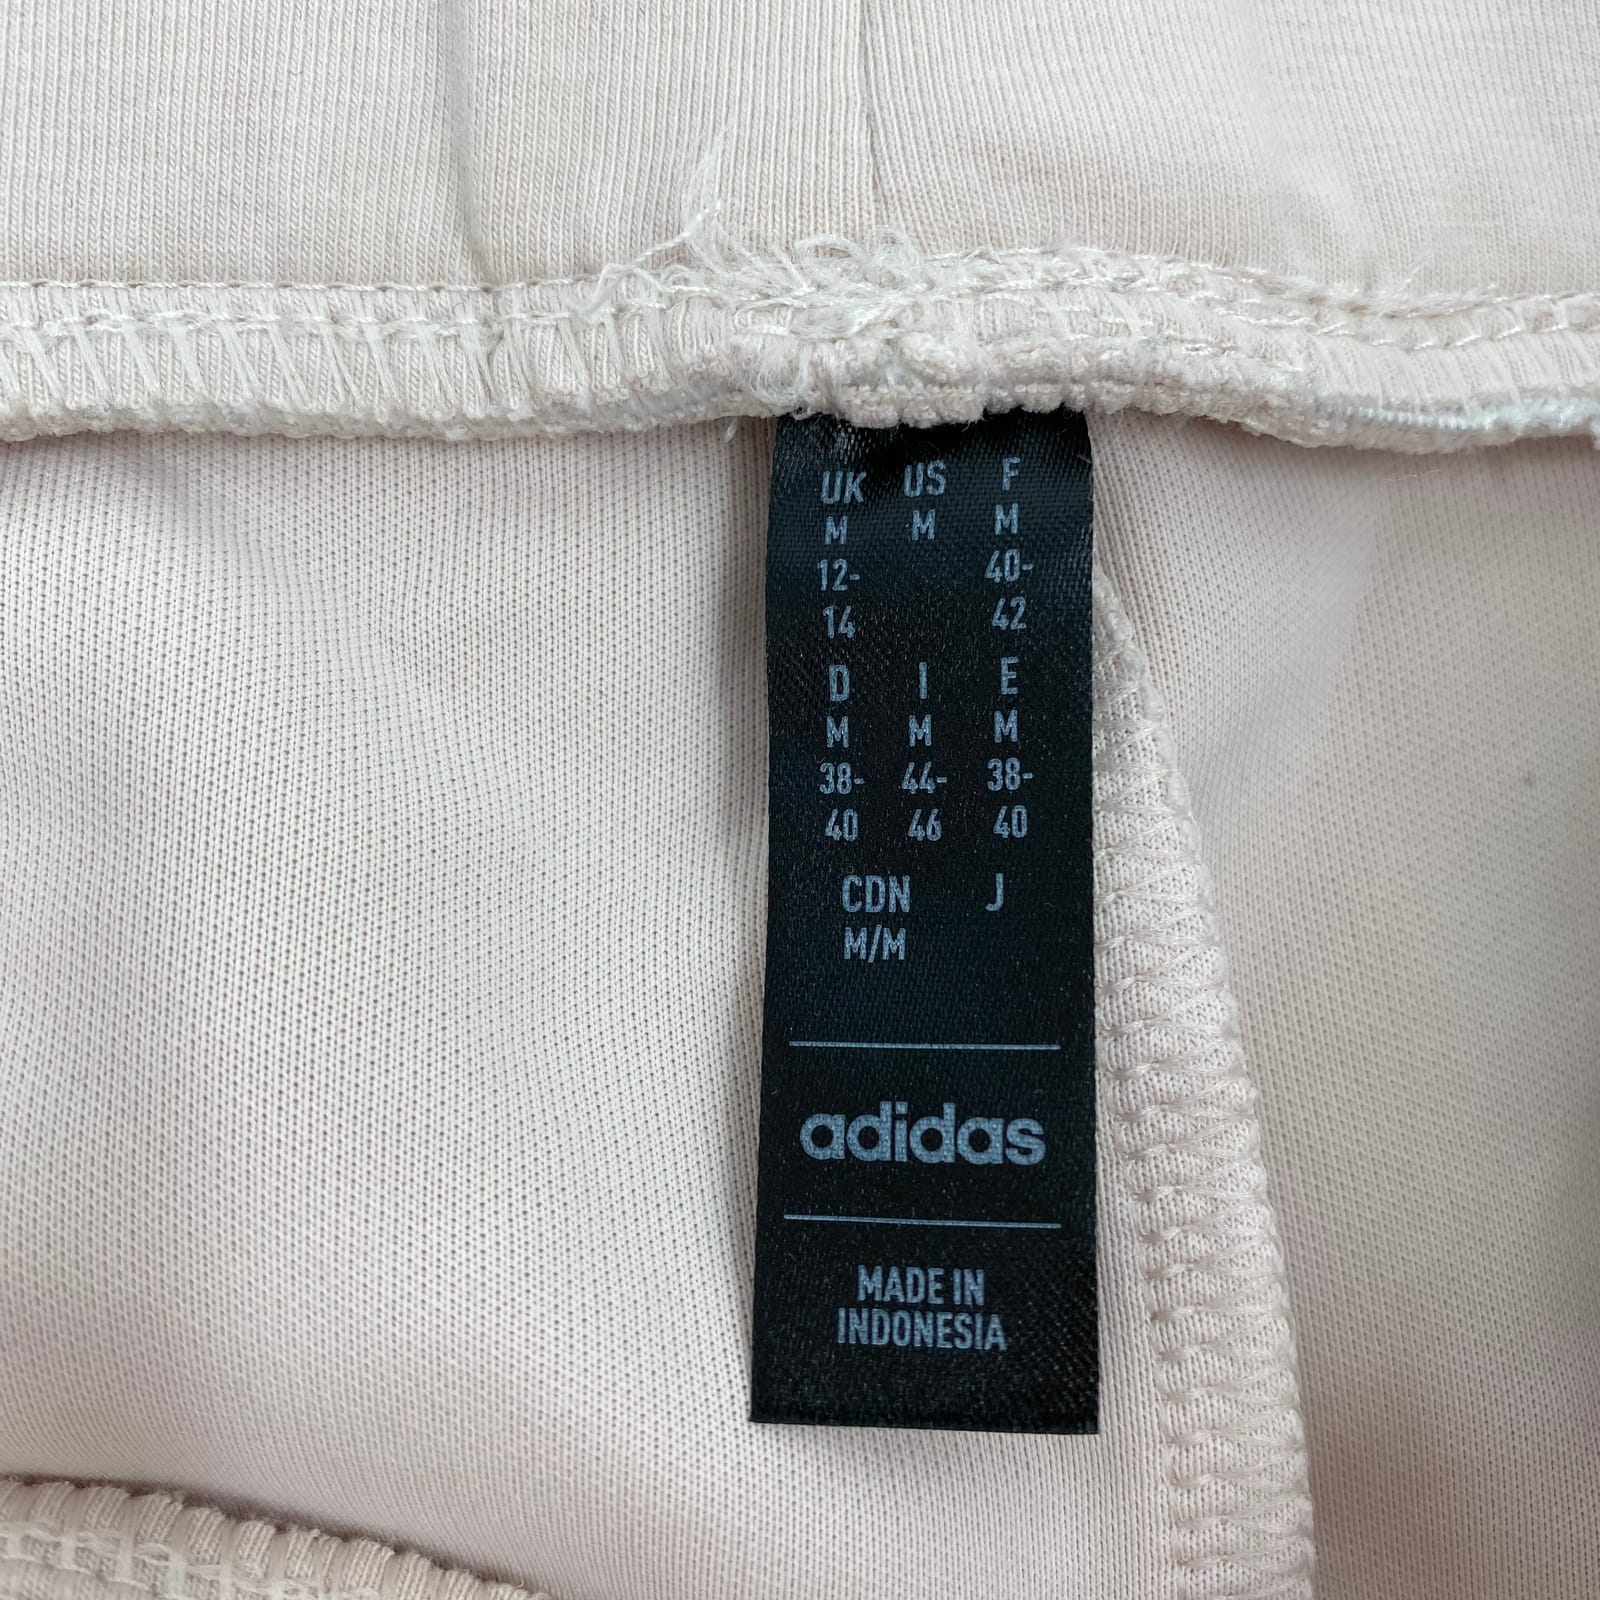 UK US F
M M M
12- 40-
14 42
D I E
M M M
38- 44- 38-
40 46 40
CDN J
M/M
adidas
MADE IN
INDONESIA